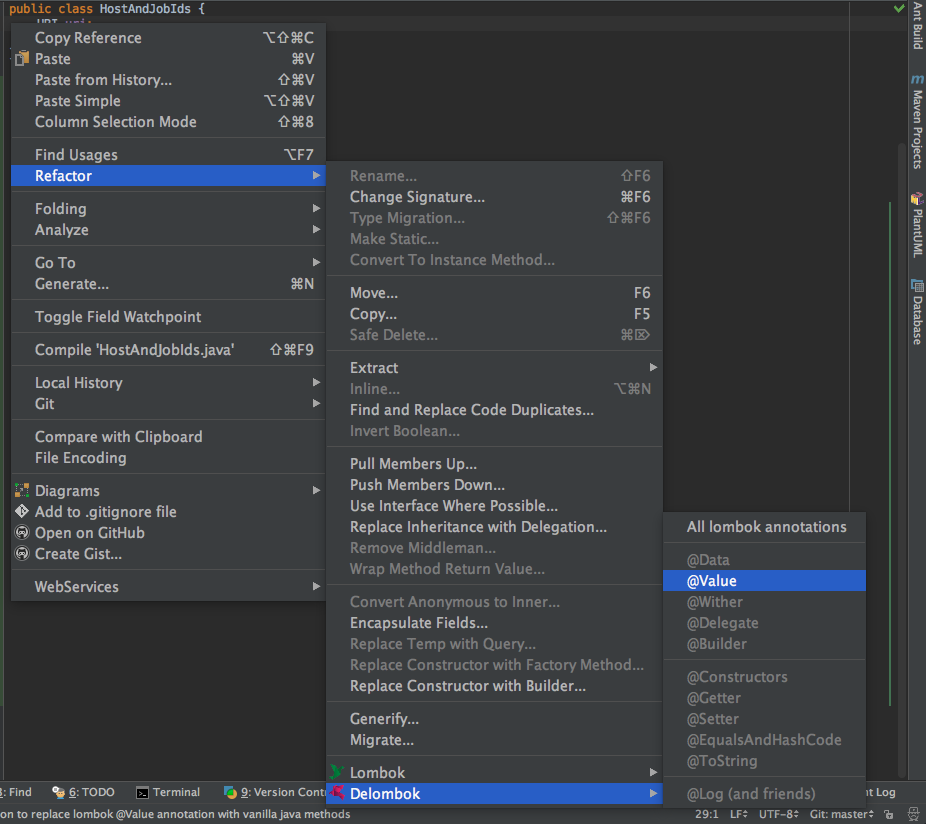 public class HostAndJobIds {
URI uri;
Copy Reference ⌥⇧⌘C
Paste ⌘V
Paste from History... ⇧⌘V
Paste Simple ⌥⇧⌘V
Column Selection Mode ⇧⌘8
Find Usages ⌥F7
Refactor
Folding
Analyze
Go To
Generate... ⌘N
Toggle Field Watchpoint
Compile 'HostAndJobIds.java' ⇧⌘F9
Local History
Git
Compare with Clipboard
File Encoding
Diagrams
Add to .gitignore file
Open on GitHub
Create Gist...
WebServices
Rename... ⇧F6
Change Signature... ⌘F6
Type Migration... ⇧⌘F6
Make Static...
Convert To Instance Method...
Move... F6
Copy... F5
Safe Delete... ⌘⌦
Extract
Inline... ⌥⌘N
Find and Replace Code Duplicates...
Invert Boolean...
Pull Members Up...
Push Members Down...
Use Interface Where Possible...
Replace Inheritance with Delegation...
Remove Middleman...
Wrap Method Return Value...
Convert Anonymous to Inner...
Encapsulate Fields...
Replace Temp with Query...
Replace Constructor with Factory Method...
Replace Constructor with Builder...
Generify...
Migrate...
Lombok
Delombok
All lombok annotations
@Data
@Value
@Wither
@Delegate
@Builder
@Constructors
@Getter
@Setter
@EqualsAndHashCode
@ToString
@Log (and friends)
Ant Build
m Maven Projects
PlantUML
Database
3: Find 6: TODO Terminal 9: Version Cont t Log
on to replace lombok @Value annotation with vanilla java methods 29:1 LF UTF-8 Git: master